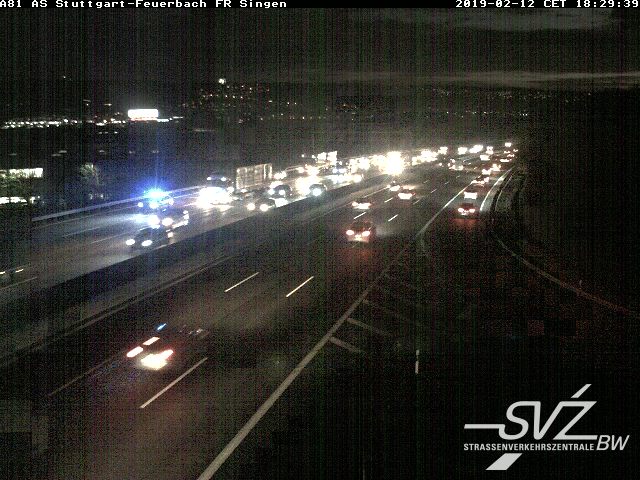 A81 AS Stuttgart-Feuerbach FR Singen
2019-02-12 CET 18:29:39
SVZ
STRASSENVERKEHRSZENTRALE BW